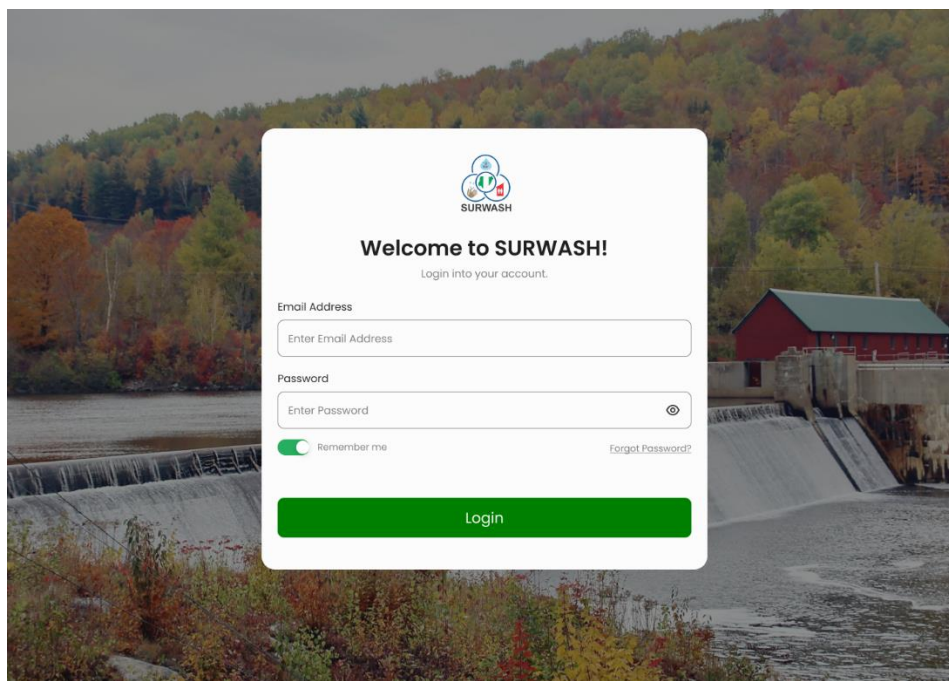 SURWASH
Welcome to SURWASH!
Login into your account.
Email Address
Enter Email Address
Password
Enter Password
Remember me
Forgot Password?
Login